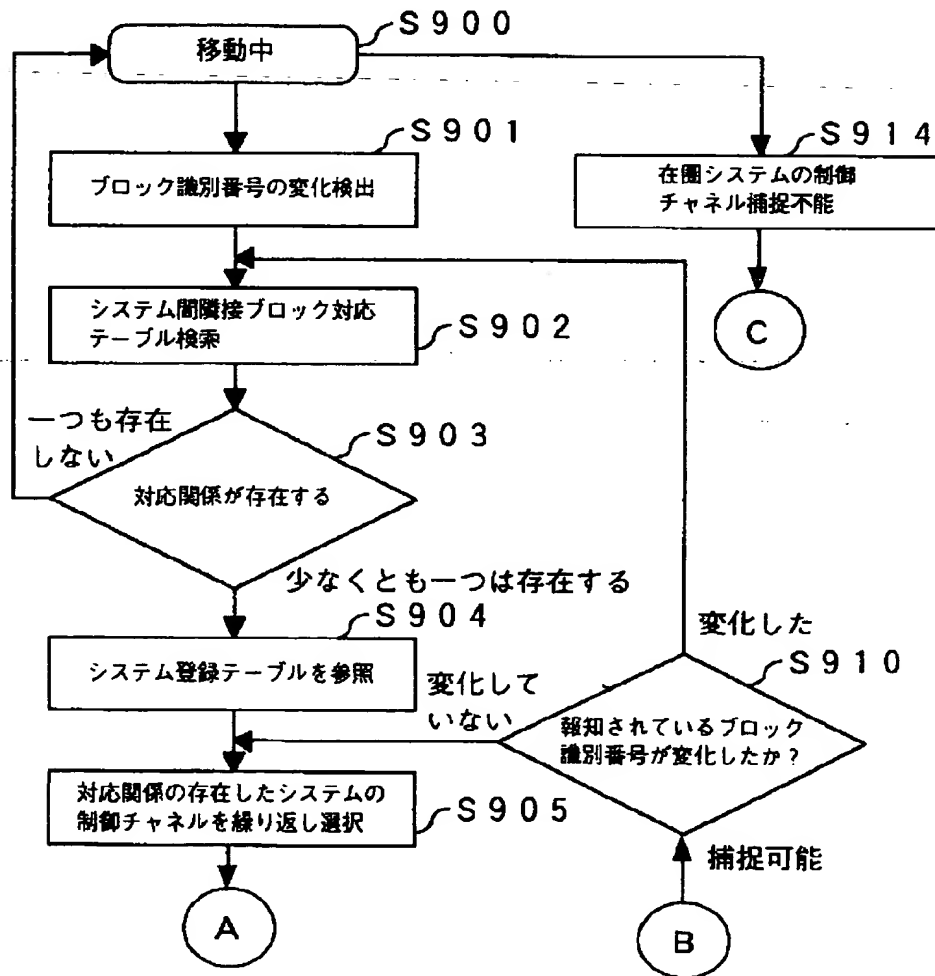 S900
移動中
S901
ブロック識別番号の変化検出
S914
在圏システムの制御
チャネル捕捉不能
システム間隣接ブロック対応
テーブル検索
S902
C
一つも存在
しない
S903
対応関係が存在する
少なくとも一つは存在する
S904
システム登録テーブルを参照
変化した
変化して
いない
S910
報知されているブロック
識別番号が変化したか？
対応関係の存在したシステムの
制御チャネルを繰り返し選択
S905
捕捉可能
A
B